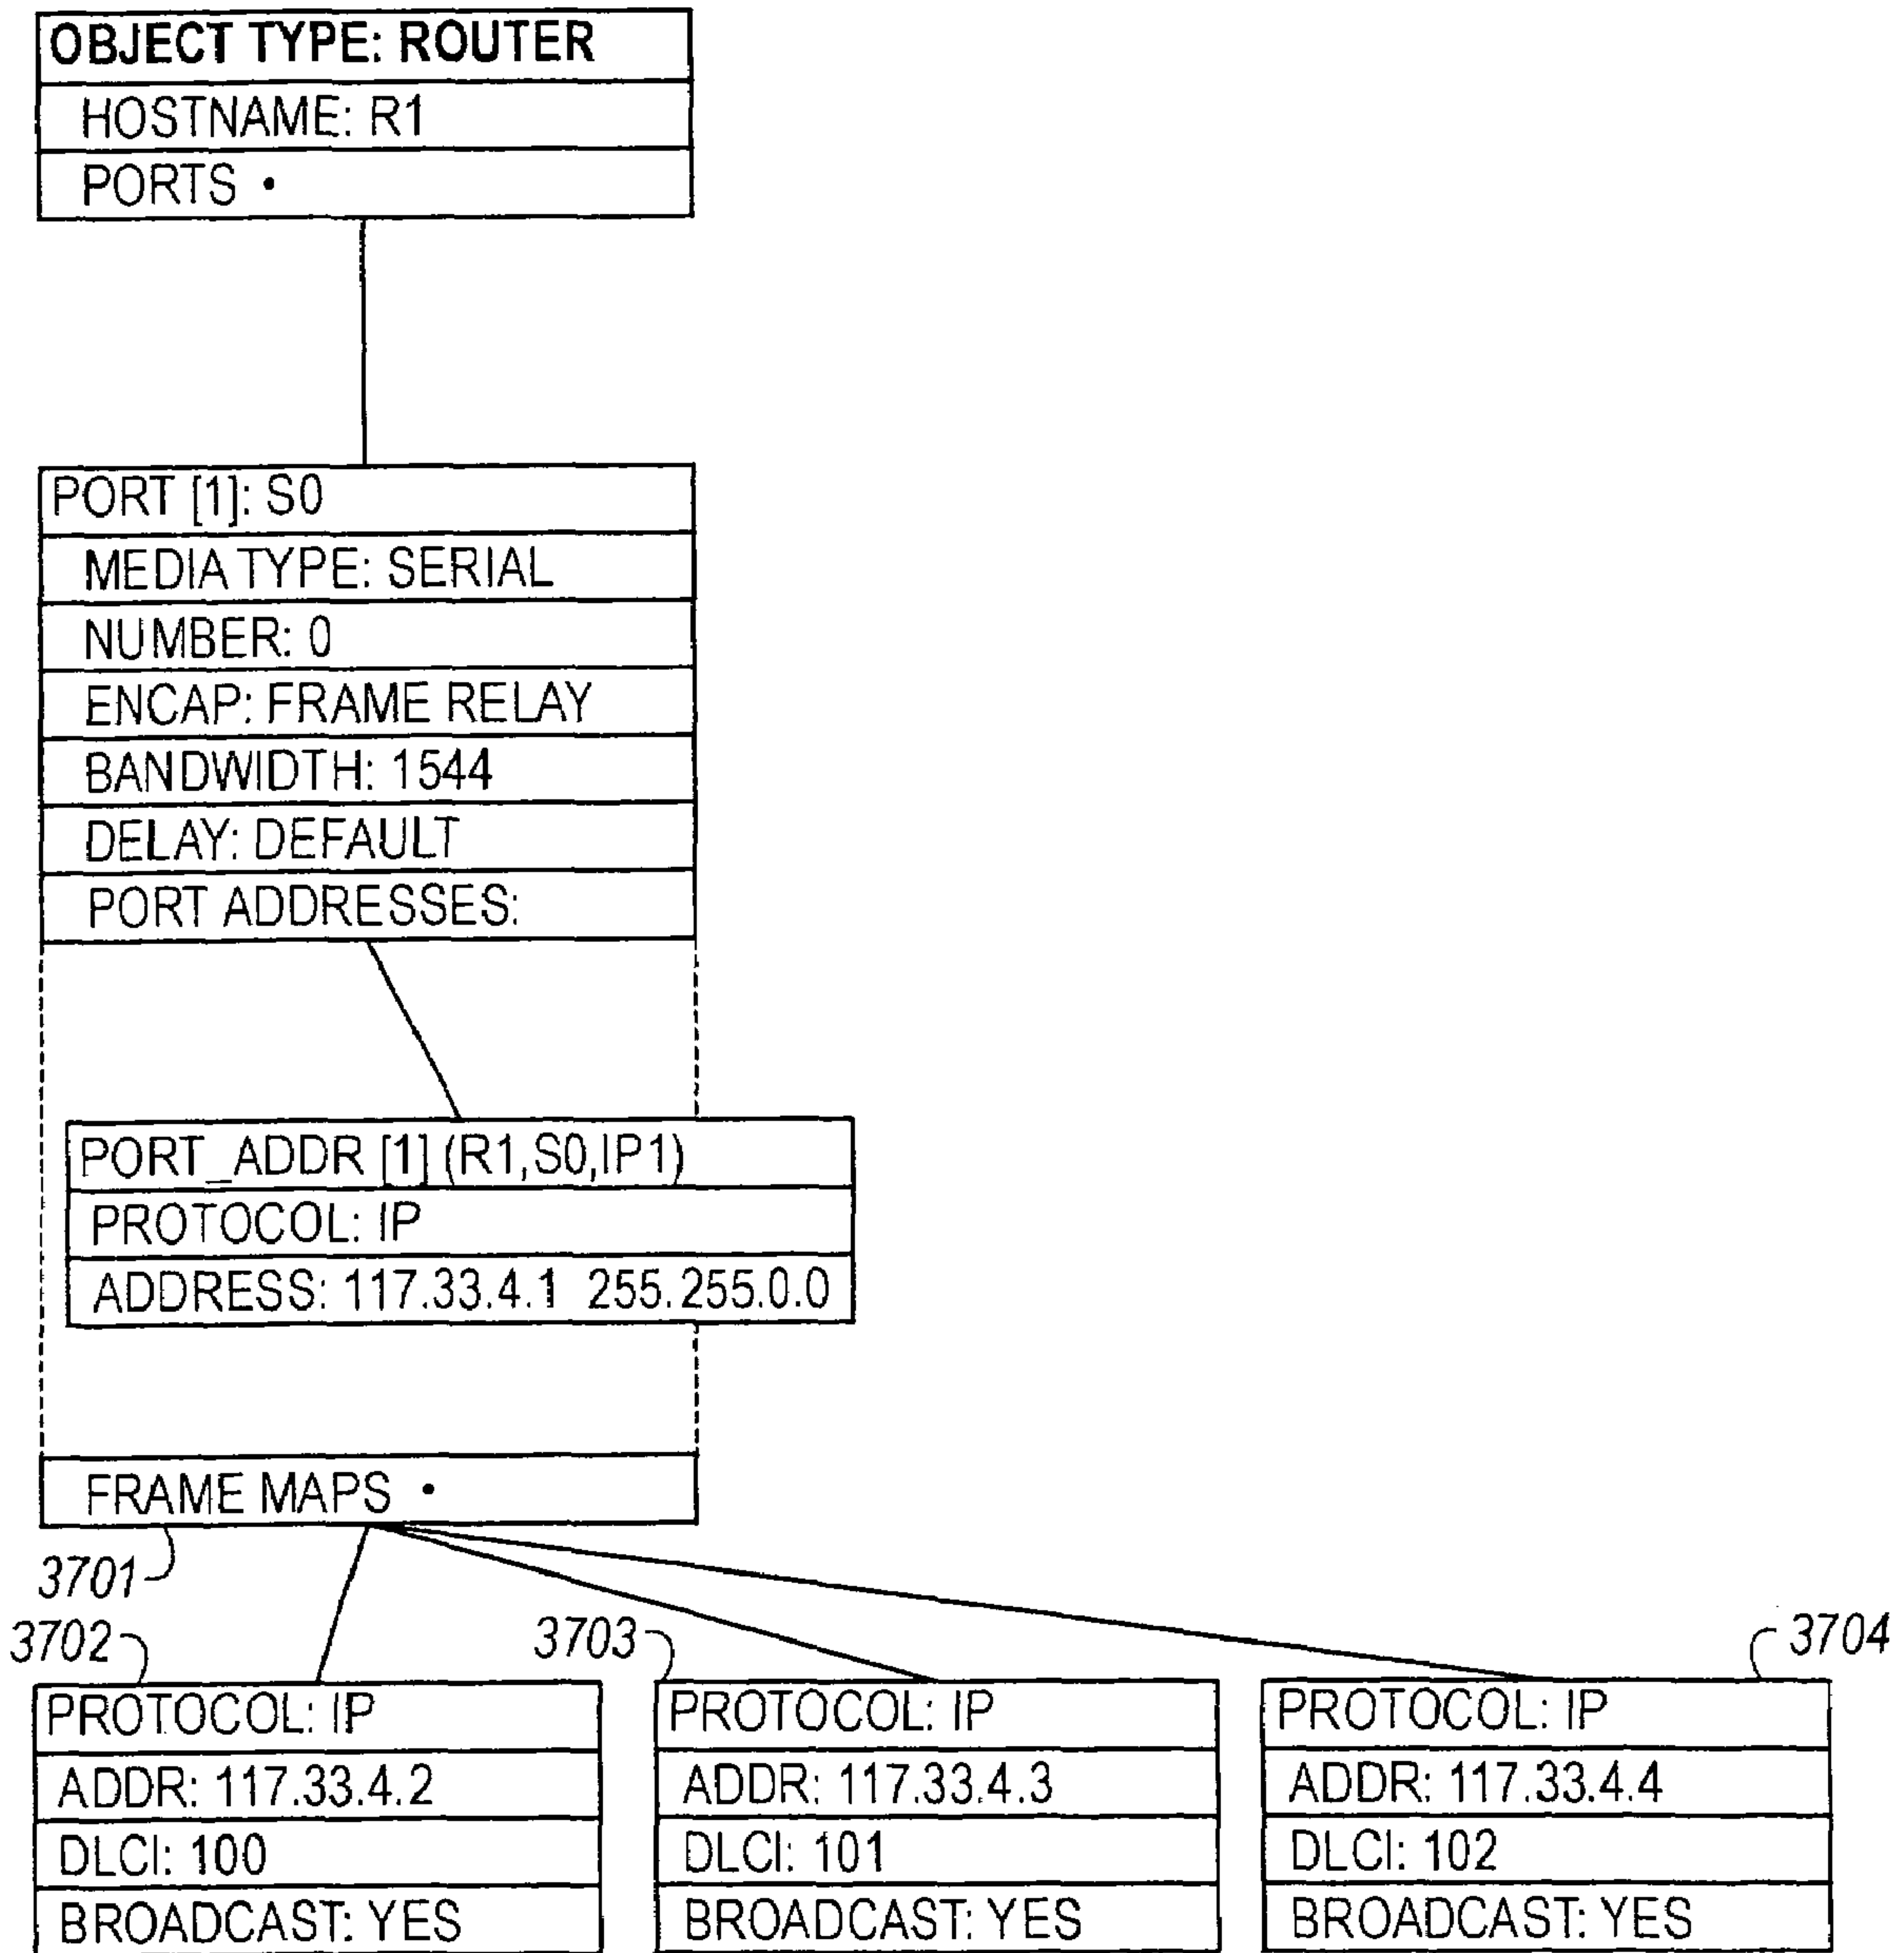 OBJECT TYPE: ROUTER
HOSTNAME: R1
PORTS •
PORT [1]: S0
MEDIA TYPE: SERIAL
NUMBER: 0
ENCAP: FRAME RELAY
BANDWIDTH: 1544
DELAY: DEFAULT
PORT ADDRESSES:
PORT_ADDR [1] (R1,S0,IP1)
PROTOCOL: IP
ADDRESS: 117.33.4.1 255.255.0.0
FRAME MAPS •
3701
3702
PROTOCOL: IP
ADDR: 117.33.4.2
DLCI: 100
BROADCAST: YES
3703
PROTOCOL: IP
ADDR: 117.33.4.3
DLCI: 101
BROADCAST: YES
3704
PROTOCOL: IP
ADDR: 117.33.4.4
DLCI: 102
BROADCAST: YES